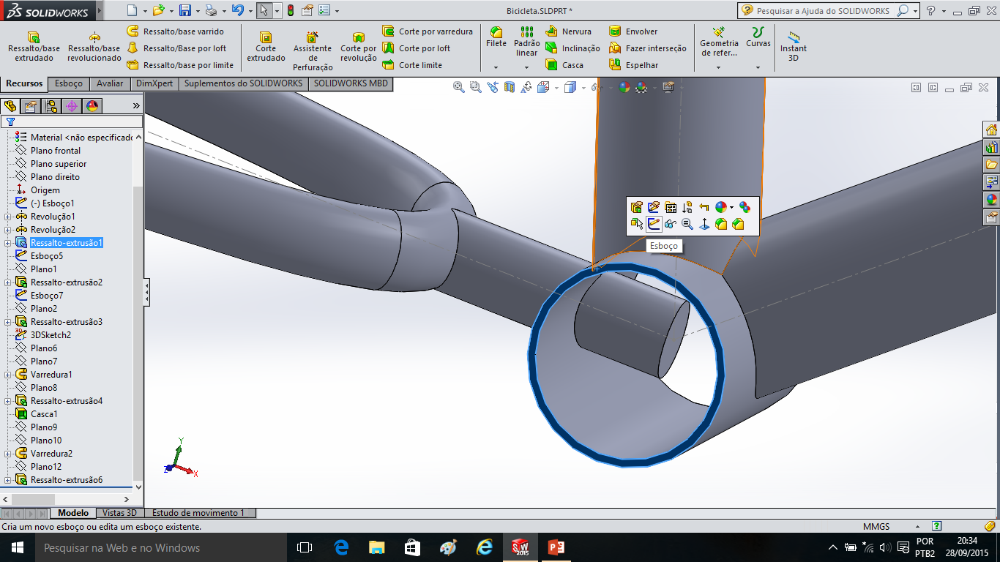 SOLIDWORKS
Bicicleta.SLDPRT *
Pesquisar a Ajuda do SOLIDWORKS
Ressalto/base
extrudado
Ressalto/base
revolucionado
Ressalto/base varrido
Ressalto/Base por loft
Ressalto/base por limite
Corte
extrudado
Assistente
de
Perfuração
Corte por
revolução
Corte por varredura
Corte por loft
Corte limite
Filete
Padrão
linear
Nervura
Inclinação
Casca
Envolver
Fazer interseção
Espelhar
Geometria
de refer...
Curvas
Instant
3D
Recursos
Esboço
Avaliar
DimXpert
Suplementos do SOLIDWORKS
SOLIDWORKS MBD
Material <não especificado
Plano frontal
Plano superior
Plano direito
Origem
(-) Esboço1
Revolução1
Revolução2
Ressalto-extrusão1
Esboço5
Plano1
Ressalto-extrusão2
Esboço7
Plano2
Ressalto-extrusão3
3DSketch2
Plano6
Plano7
Varredura1
Plano8
Ressalto-extrusão4
Casca1
Plano9
Plano10
Varredura2
Plano12
Ressalto-extrusão6
Esboço
Y
X
Z
Modelo
Vistas 3D
Estudo de movimento 1
Cria um novo esboço ou edita um esboço existente.
MMGS
Pesquisar na Web e no Windows
SW
2015
POR
PTB2
20:34
28/09/2015